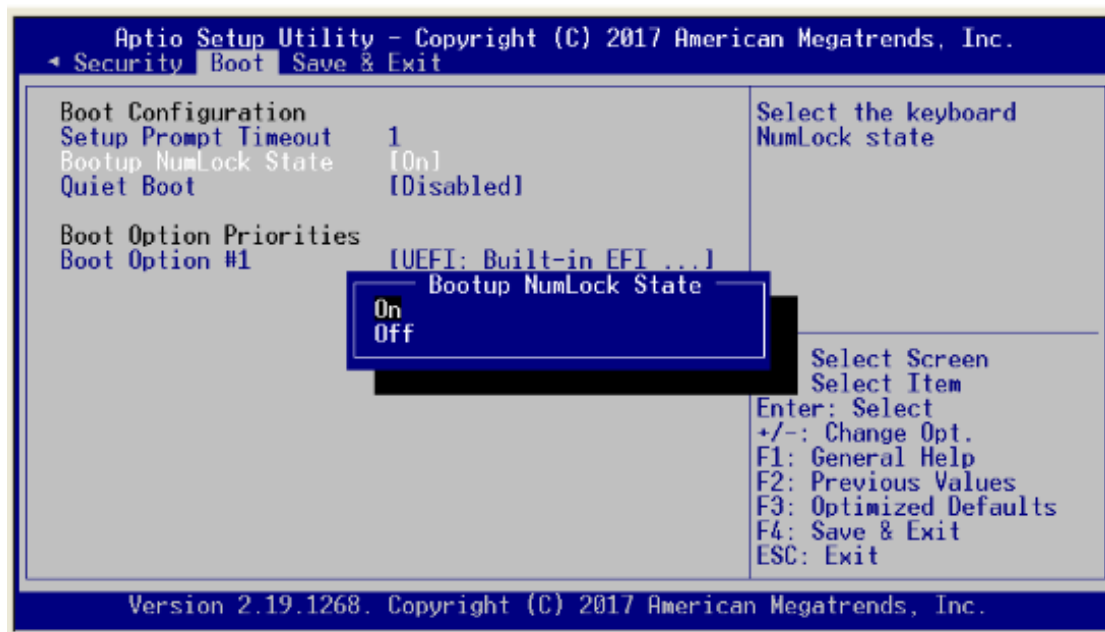 Aptio Setup Utility - Copyright (C) 2017 American Megatrends, Inc.
◄ Security Boot Save & Exit
Boot Configuration
Setup Prompt Timeout 1
Bootup NumLock State [On]
Quiet Boot [Disabled]
Boot Option Priorities
Boot Option #1 [UEFI: Built-in EFI ...]
Bootup NumLock State
On
Off
Select the keyboard
NumLock state
Select Screen
Select Item
Enter: Select
+/-: Change Opt.
F1: General Help
F2: Previous Values
F3: Optimized Defaults
F4: Save & Exit
ESC: Exit
Version 2.19.1268. Copyright (C) 2017 American Megatrends, Inc.